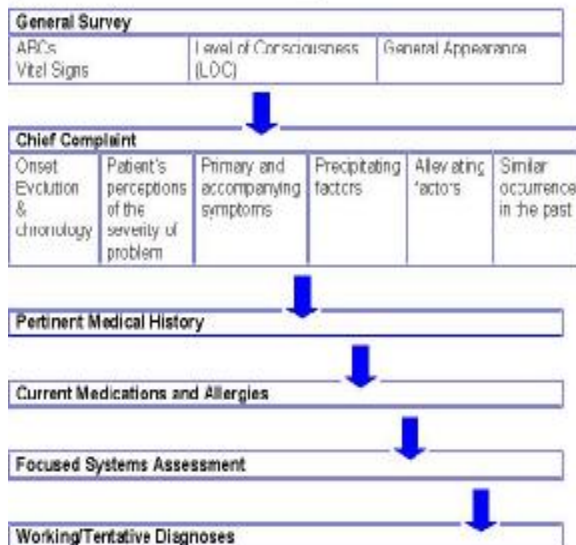 General Survey
ABCs
Vital Signs
Level of Consciousness
(LOC)
General Appearance
Chief Complaint
Onset
Evolution
&
chronology
Patient's
perceptions
of the
severity of
problem
Primary and
accompanying
symptoms
Precipitating
factors
Alleviating
factors
Similar
occurrence
in the past
Pertinent Medical History
Current Medications and Allergies
Focused Systems Assessment
Working/Tentative Diagnoses